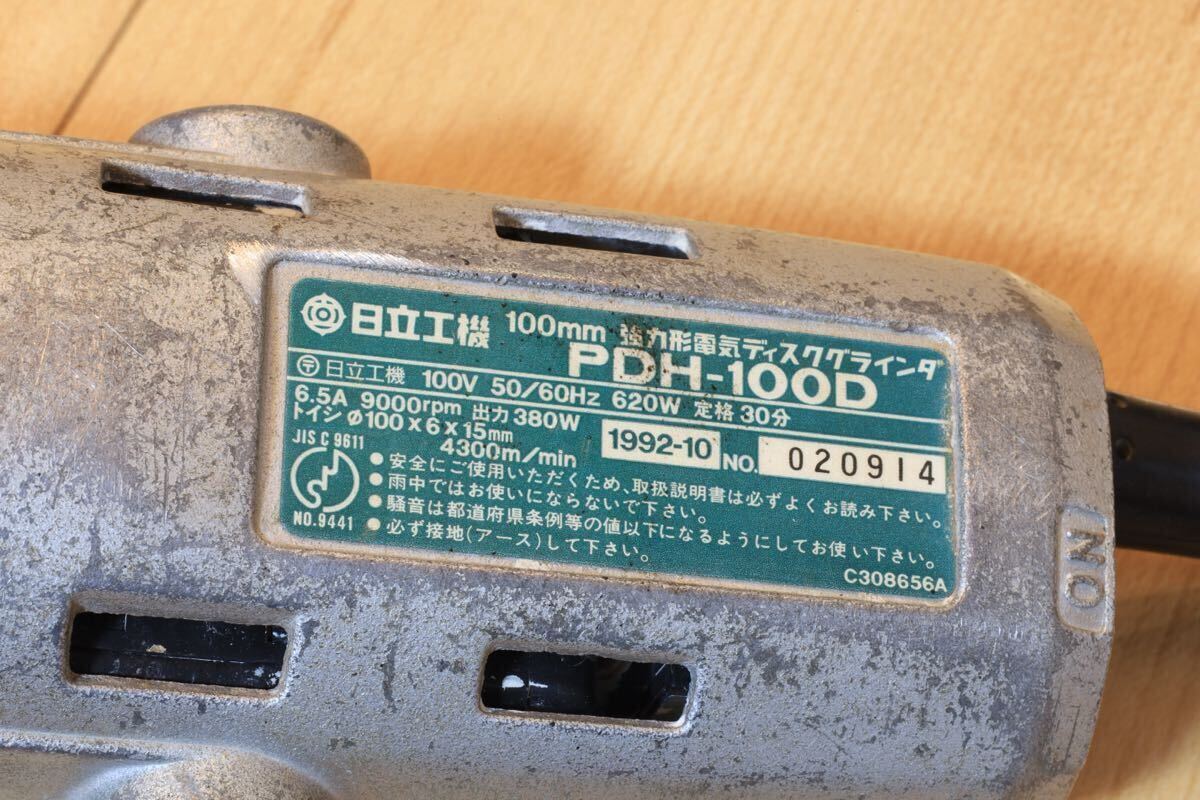 日立工機 100mm 強力形電気ディスクグラインダ
PDH-100D
〒日立工機 100V 50/60Hz 620W 定格 30分
6.5A 9000rpm 出力 380W
トイシ φ100×6×15mm
4300m/min
1992-10 NO. 020914
JIS C 9611
NO.9441
●安全にご使用いただくため、取扱説明書は必ずよくお読み下さい。
●雨中ではお使いにならないで下さい。
●騒音は都道府県条例等の値以下になるようにしてお使い下さい。
●必ず接地(アース)して下さい。
C308656A
ON